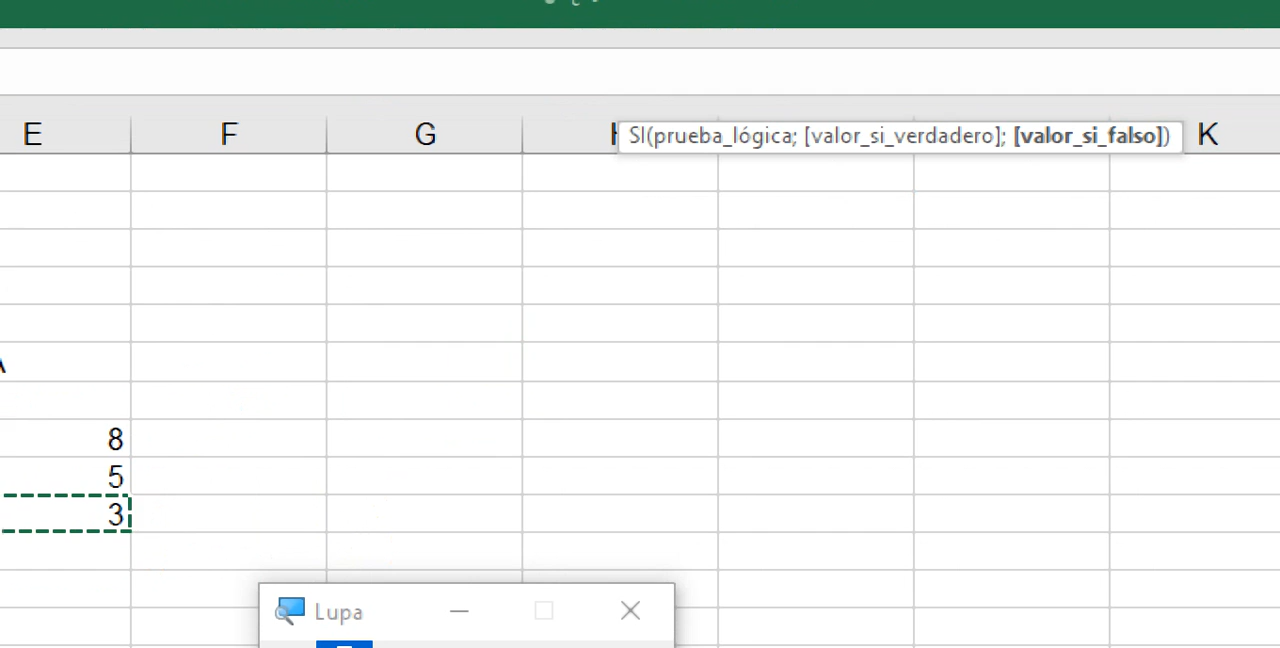 E F G SI(prueba_lógica; [valor_si_verdadero]; [valor_si_falso]) K
8
5
3
Lupa